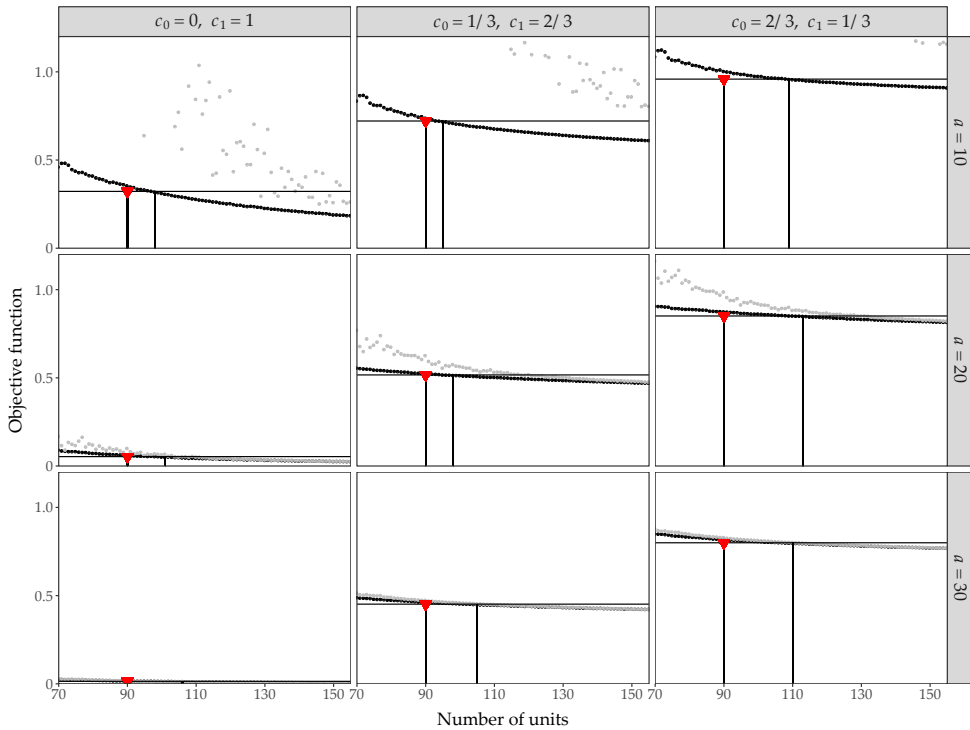 c₀ = 0, c₁ = 1
c₀ = 1/ 3, c₁ = 2/ 3
c₀ = 2/ 3, c₁ = 1/ 3
1.0
0.5
0
a = 10
1.0
0.5
0
a = 20
Objective function
1.0
0.5
0
a = 30
70 90 110 130 150
70 90 110 130 150
70 90 110 130 150
Number of units